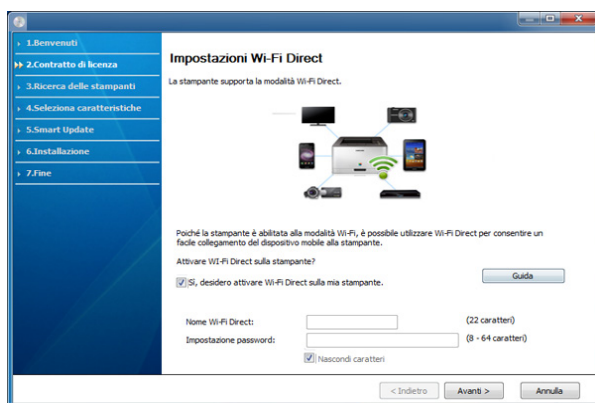 1.Benvenuti
2.Contratto di licenza
3.Ricerca delle stampanti
4.Seleziona caratteristiche
5.Smart Update
6.Installazione
7.Fine
Impostazioni Wi-Fi Direct
La stampante supporta la modalità Wi-Fi Direct.
Poiché la stampante è abilitata alla modalità Wi-Fi, è possibile utilizzare Wi-Fi Direct per consentire un
facile collegamento del dispositivo mobile alla stampante.
Attivare WI-Fi Direct sulla stampante?
Sì, desidero attivare Wi-Fi Direct sulla mia stampante.
Guida
Nome Wi-Fi Direct:
(22 caratteri)
Impostazione password:
(8 - 64 caratteri)
Nascondi caratteri
< Indietro
Avanti >
Annulla